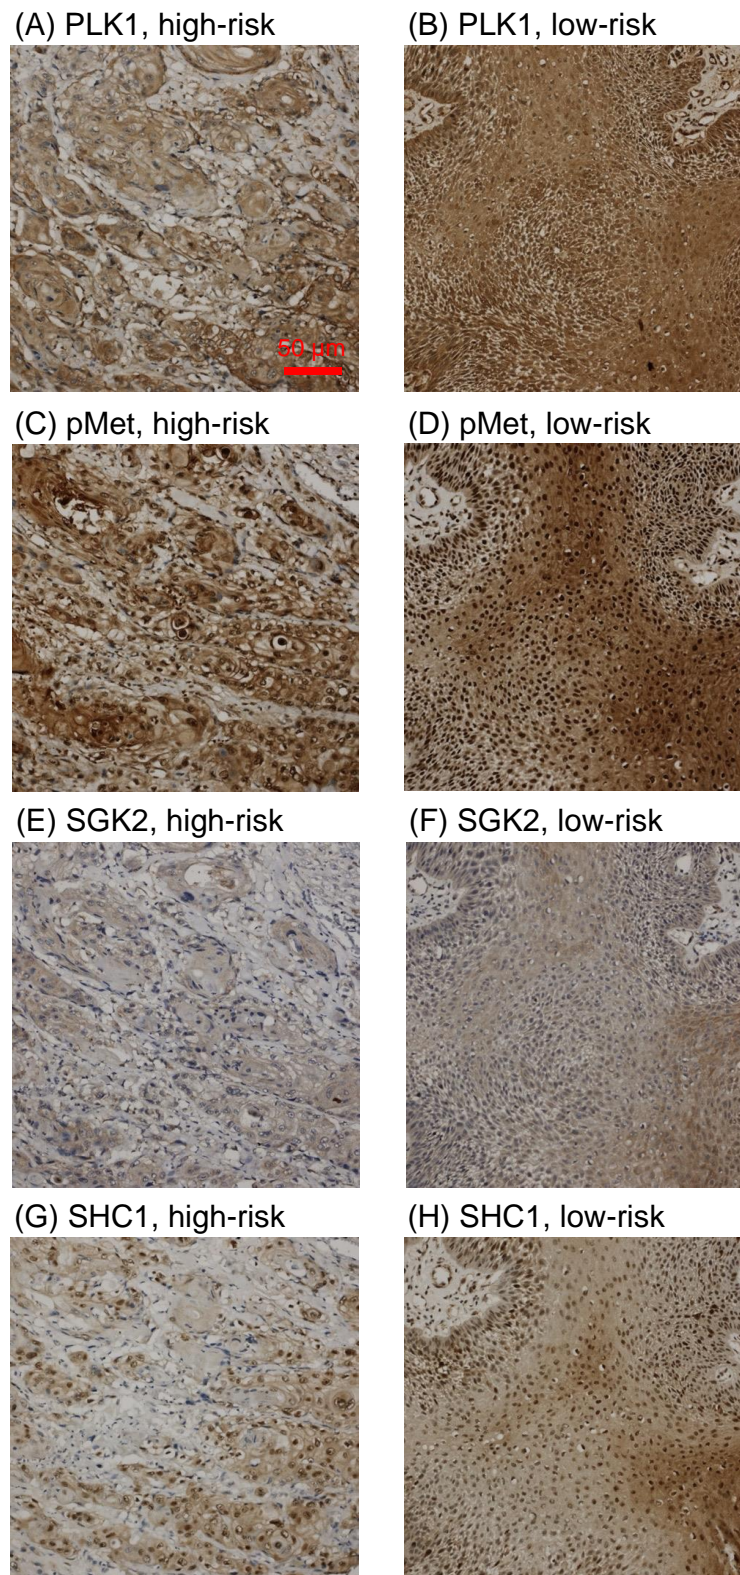 (A) PLK1, high-risk
(B) PLK1, low-risk
50 μm
(C) pMet, high-risk
(D) pMet, low-risk
(E) SGK2, high-risk
(F) SGK2, low-risk
(G) SHC1, high-risk
(H) SHC1, low-risk